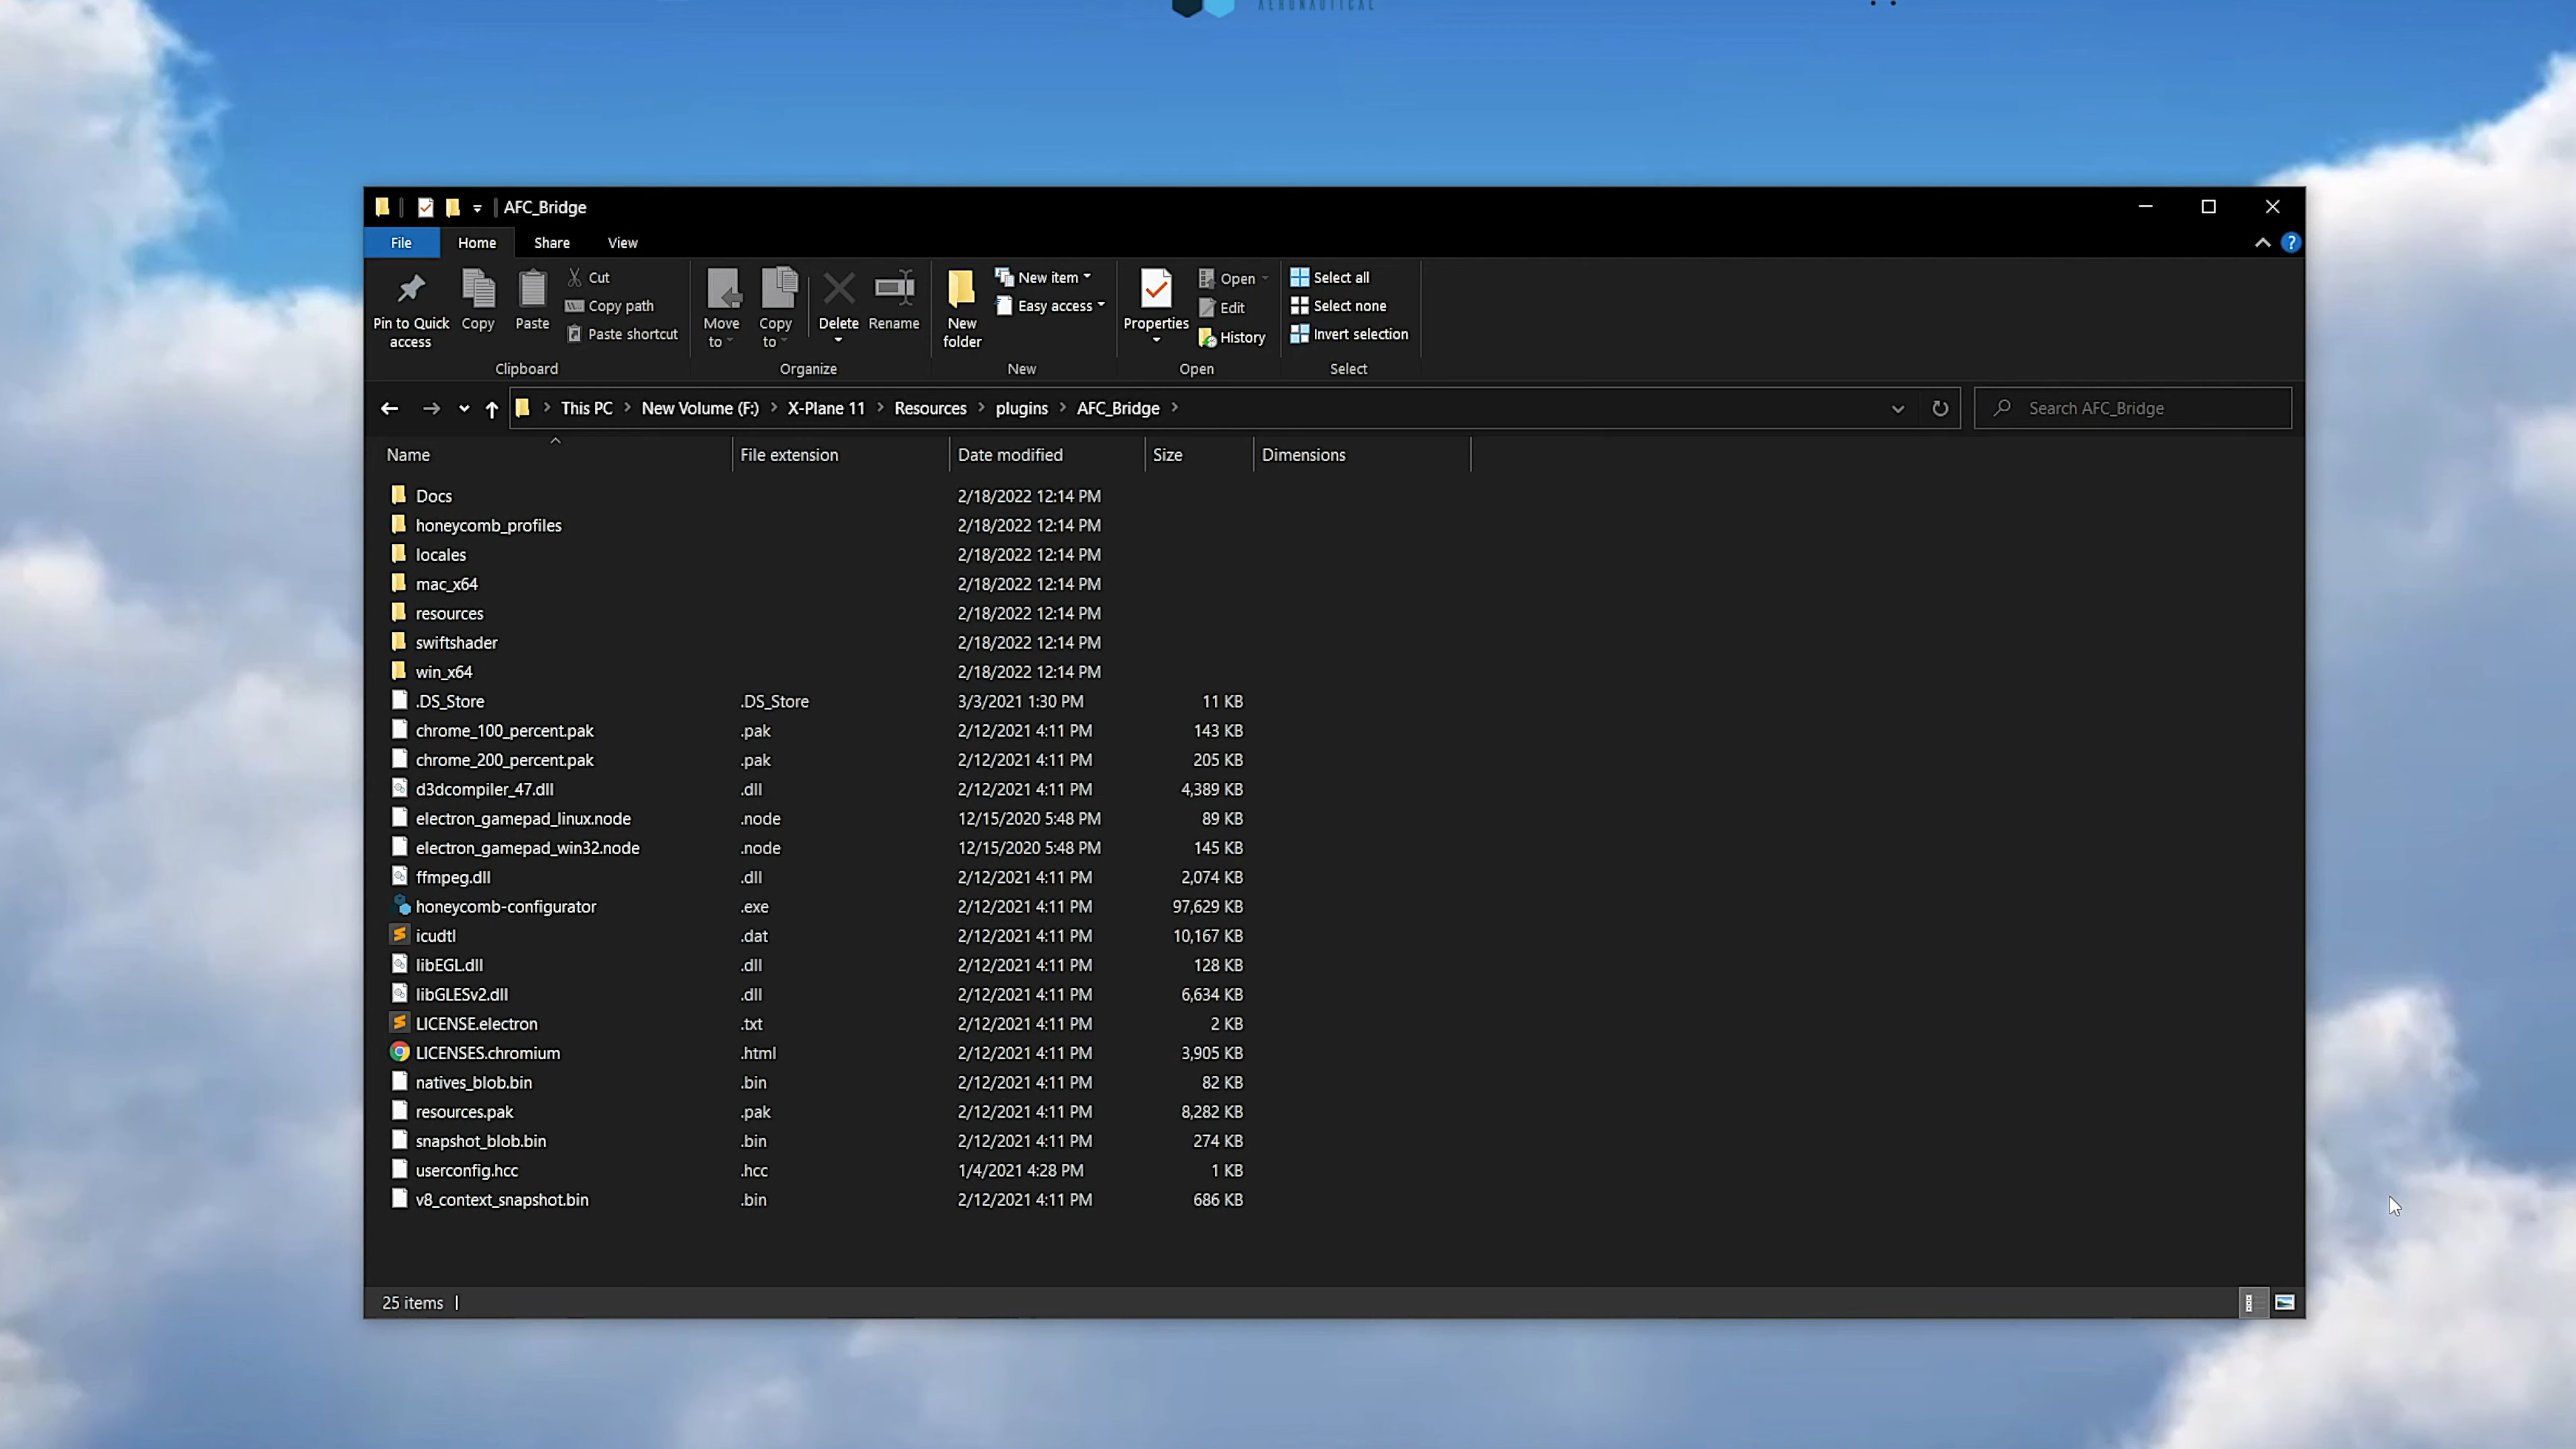 AERONAUTICAL
AFC_Bridge
File Home Share View
Pin to Quick access
Copy
Paste
Cut
Copy path
Paste shortcut
Clipboard
Move to
Copy to
Delete
Rename
Organize
New folder
New item
Easy access
New
Properties
Open
Edit
History
Open
Select all
Select none
Invert selection
Select
This PC > New Volume (F:) > X-Plane 11 > Resources > plugins > AFC_Bridge >
Search AFC_Bridge
Name File extension Date modified Size Dimensions
Docs 2/18/2022 12:14 PM
honeycomb_profiles 2/18/2022 12:14 PM
locales 2/18/2022 12:14 PM
mac_x64 2/18/2022 12:14 PM
resources 2/18/2022 12:14 PM
swiftshader 2/18/2022 12:14 PM
win_x64 2/18/2022 12:14 PM
.DS_Store .DS_Store 3/3/2021 1:30 PM 11 KB
chrome_100_percent.pak .pak 2/12/2021 4:11 PM 143 KB
chrome_200_percent.pak .pak 2/12/2021 4:11 PM 205 KB
d3dcompiler_47.dll .dll 2/12/2021 4:11 PM 4,389 KB
electron_gamepad_linux.node .node 12/15/2020 5:48 PM 89 KB
electron_gamepad_win32.node .node 12/15/2020 5:48 PM 145 KB
ffmpeg.dll .dll 2/12/2021 4:11 PM 2,074 KB
honeycomb-configurator .exe 2/12/2021 4:11 PM 97,629 KB
icudtl .dat 2/12/2021 4:11 PM 10,167 KB
libEGL.dll .dll 2/12/2021 4:11 PM 128 KB
libGLESv2.dll .dll 2/12/2021 4:11 PM 6,634 KB
LICENSE.electron .txt 2/12/2021 4:11 PM 2 KB
LICENSES.chromium .html 2/12/2021 4:11 PM 3,905 KB
natives_blob.bin .bin 2/12/2021 4:11 PM 82 KB
resources.pak .pak 2/12/2021 4:11 PM 8,282 KB
snapshot_blob.bin .bin 2/12/2021 4:11 PM 274 KB
userconfig.hcc .hcc 1/4/2021 4:28 PM 1 KB
v8_context_snapshot.bin .bin 2/12/2021 4:11 PM 686 KB
25 items